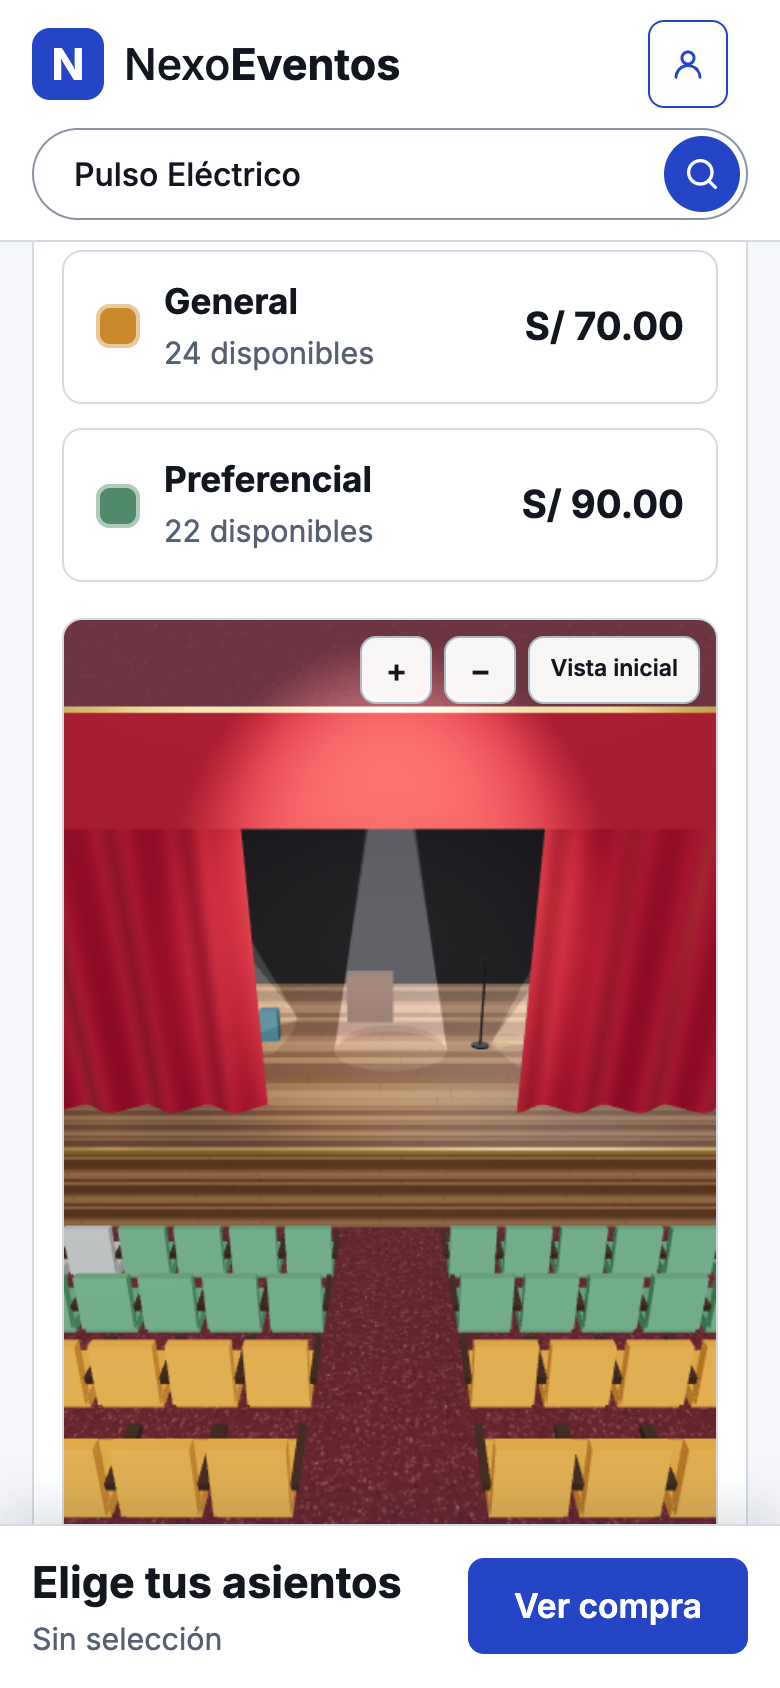 N NexoEventos
Pulso Eléctrico
General
24 disponibles
S/ 70.00
Preferencial
22 disponibles
S/ 90.00
+ − Vista inicial
Elige tus asientos
Sin selección
Ver compra